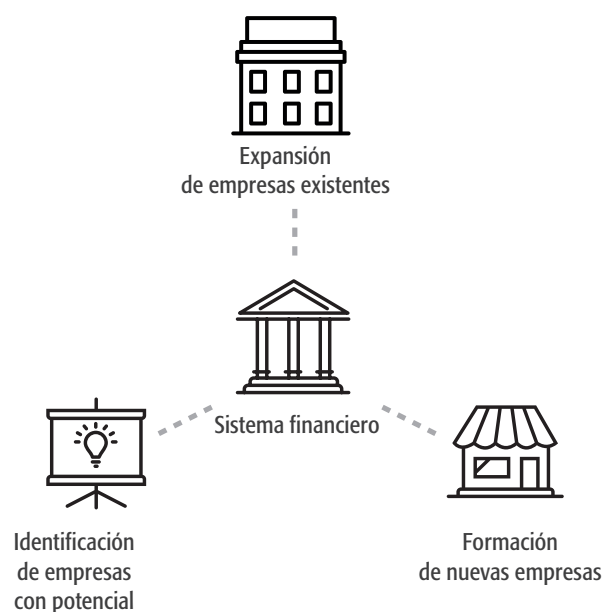 Expansión
de empresas existentes
Sistema financiero
Identificación
de empresas
con potencial
Formación
de nuevas empresas